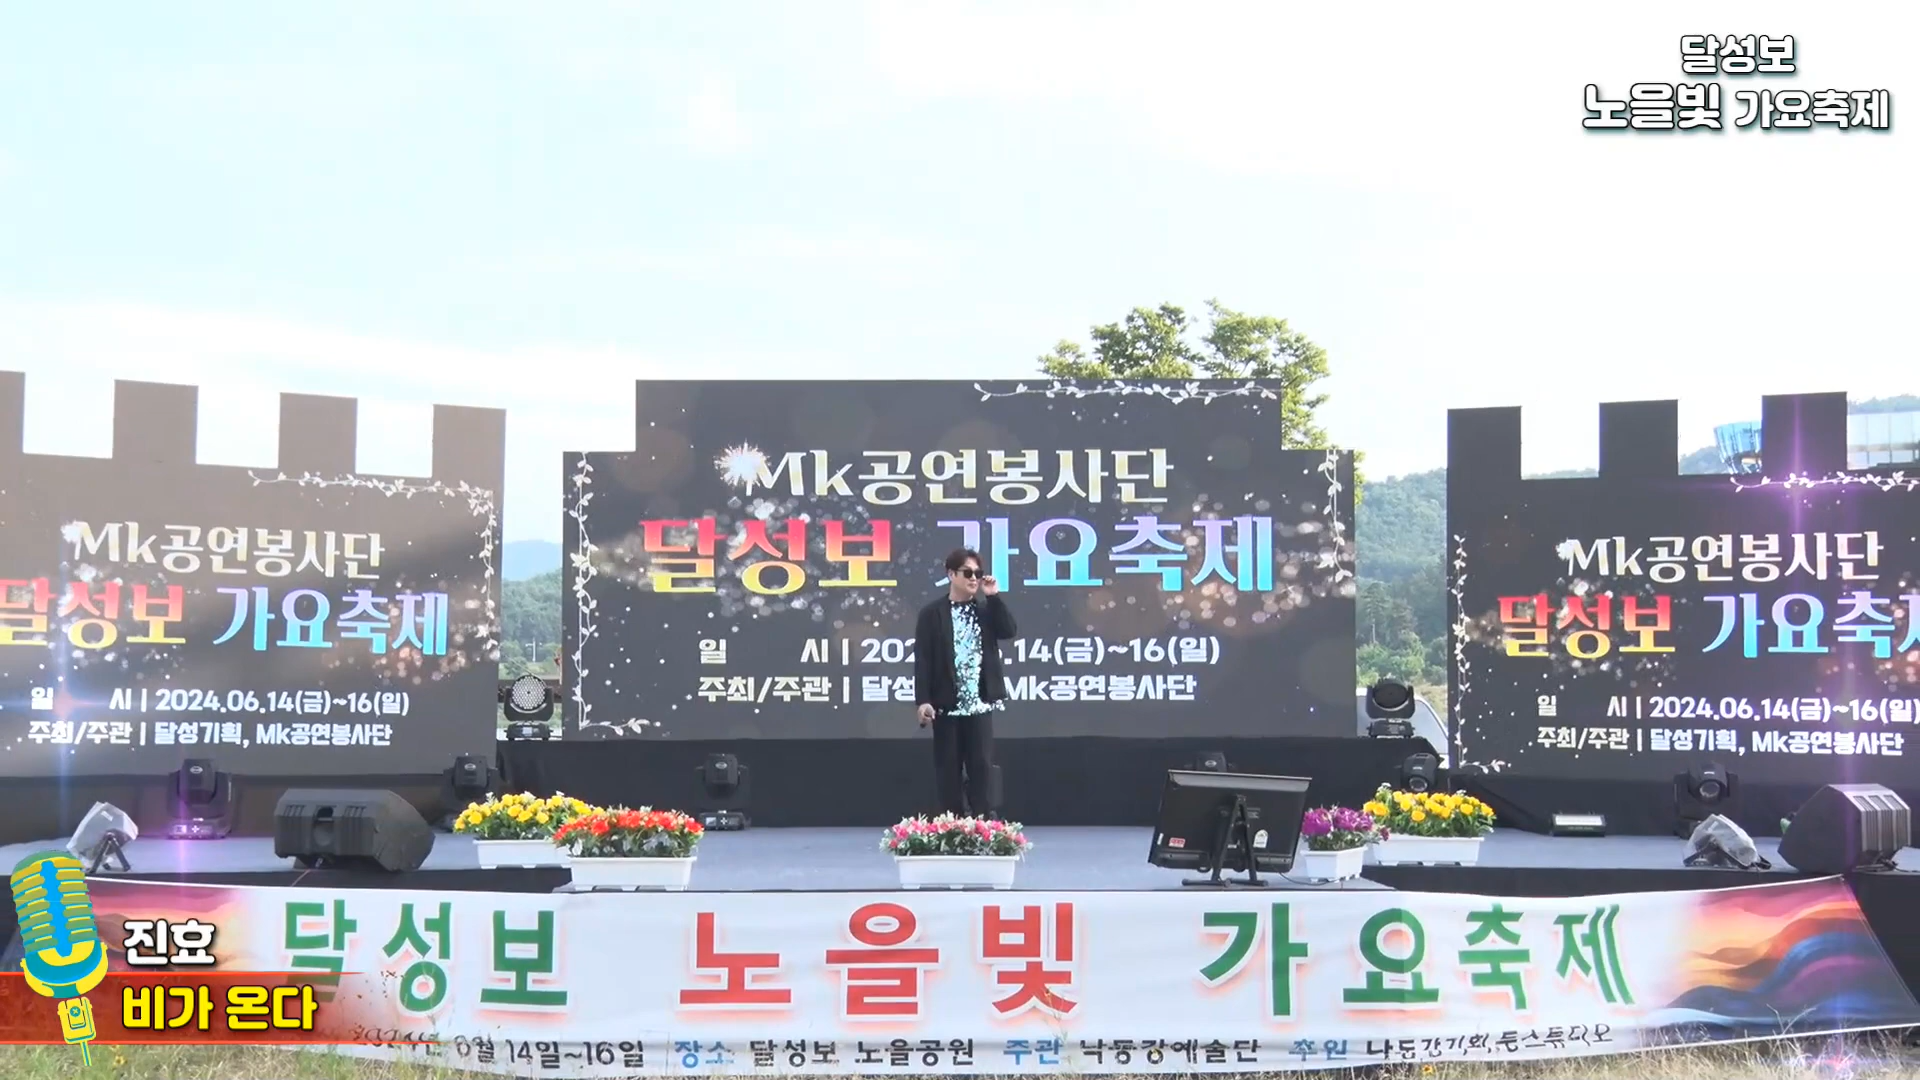 달성보
노을빛 가요축제
Mk공연봉사단
달성보 가요축제
일 시 | 2024.06.14(금)~16(일)
주최/주관 | 달성기획, Mk공연봉사단
Mk공연봉사단
달성보 가요축제
일 시 | 202 .14(금)~16(일)
주최/주관 | 달성 Mk공연봉사단
Mk공연봉사단
달성보 가요축제
일 시 | 2024.06.14(금)~16(일)
주최/주관 | 달성기획, Mk공연봉사단
진효
비가 온다
달성보 노을빛 가요축제
6월 14일~16일 장소 달성보 노을공원 주관 낙동강예술단 후원